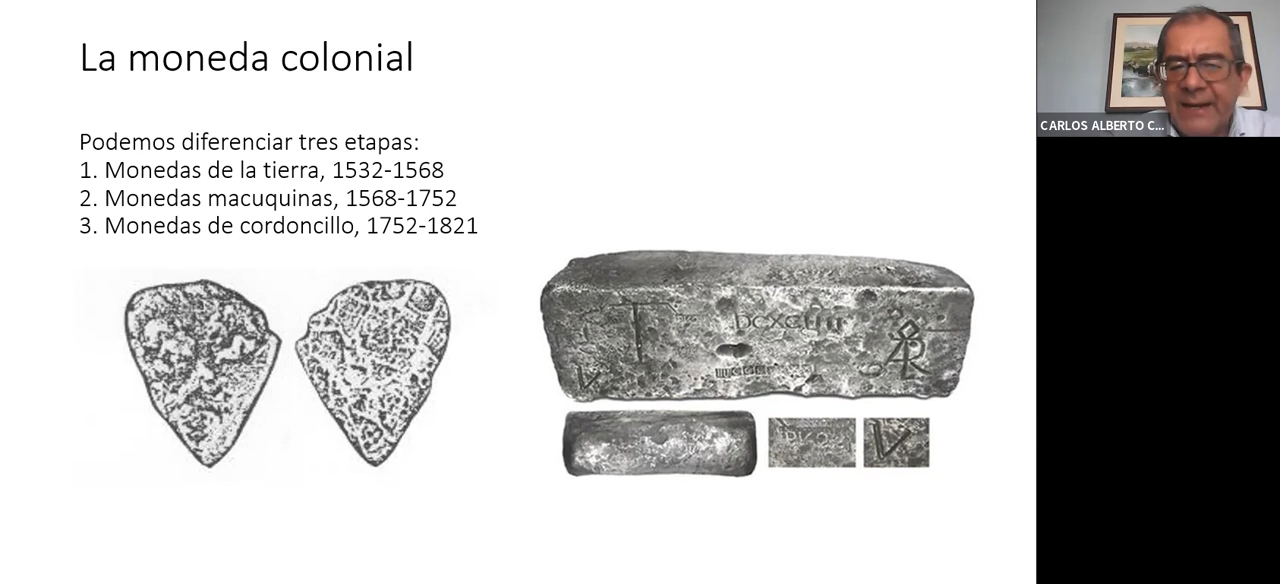 La moneda colonial
Podemos diferenciar tres etapas:
1. Monedas de la tierra, 1532-1568
2. Monedas macuquinas, 1568-1752
3. Monedas de cordoncillo, 1752-1821
CARLOS ALBERTO C...